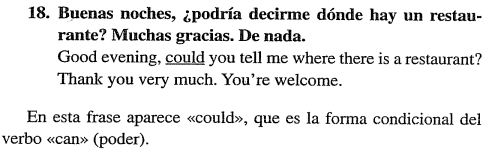 18. Buenas noches, ¿podría decirme dónde hay un restau-
rante? Muchas gracias. De nada.
Good evening, could you tell me where there is a restaurant?
Thank you very much. You're welcome.
En esta frase aparece «could», que es la forma condicional del
verbo «can» (poder).